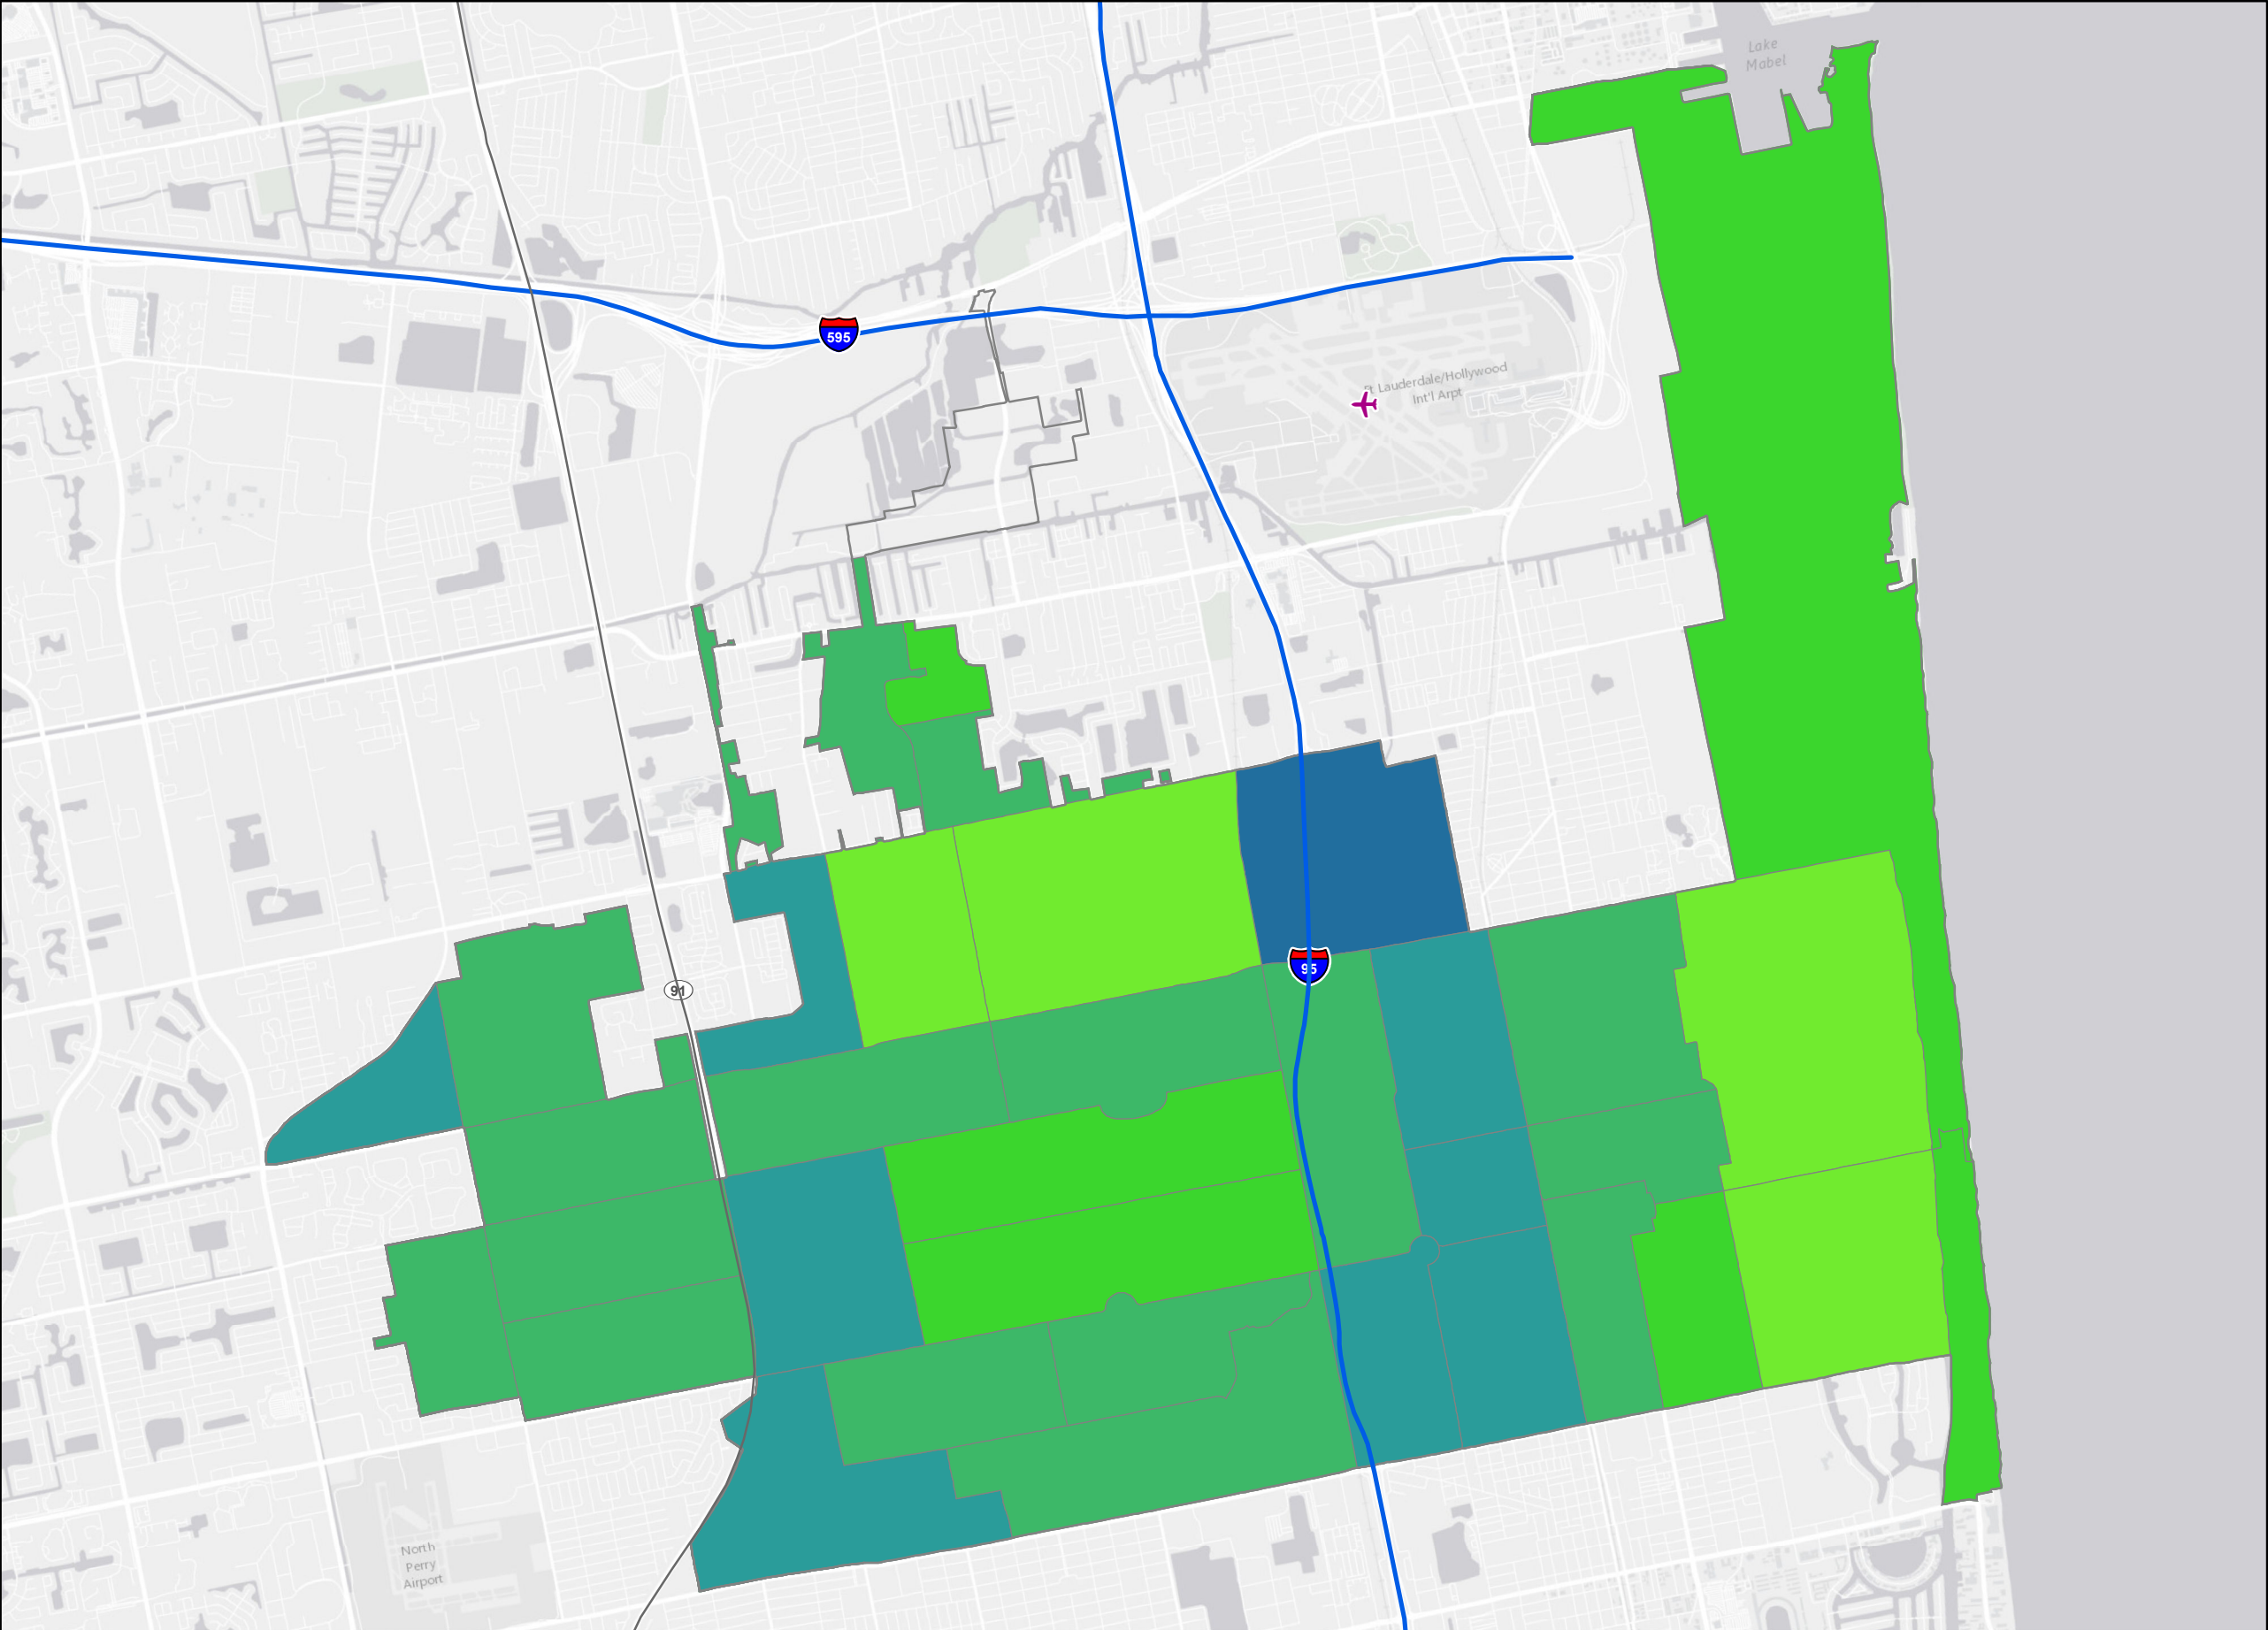 Lake
Mabel
595
Ft Lauderdale/Hollywood
Int'l Arpt
95
91
North
Perry
Airport